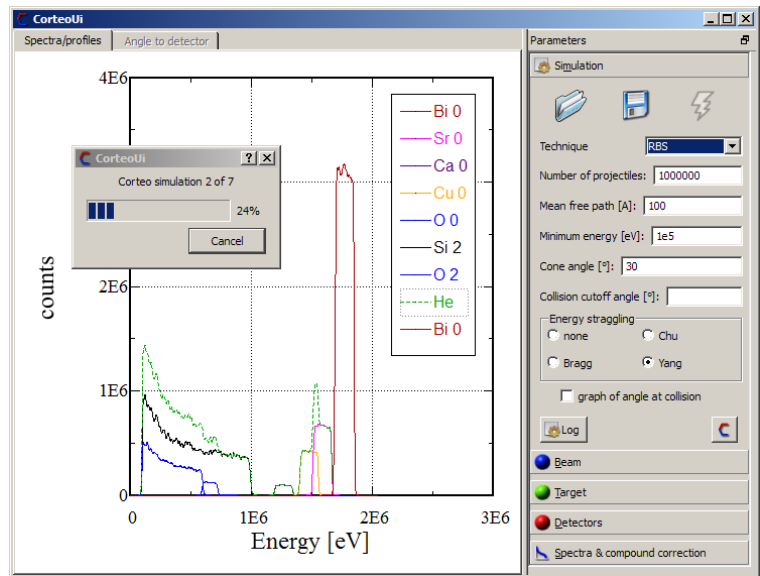 CorteoUi
Spectra/profiles
Angle to detector
4E6
2E6
1E6
0
0
1E6
2E6
3E6
counts
Energy [eV]
Bi 0
Sr 0
Ca 0
Cu 0
O 0
Si 2
O 2
He
Bi 0
CorteoUi
Corteo simulation 2 of 7
24%
Cancel
Parameters
Simulation
Technique RBS
Number of projectiles: 1000000
Mean free path [A]: 100
Minimum energy [eV]: 1e5
Cone angle [º]: 30
Collision cutoff angle [º]:
Energy straggling
none Chu
Bragg Yang
graph of angle at collision
Log
Beam
Target
Detectors
Spectra & compound correction